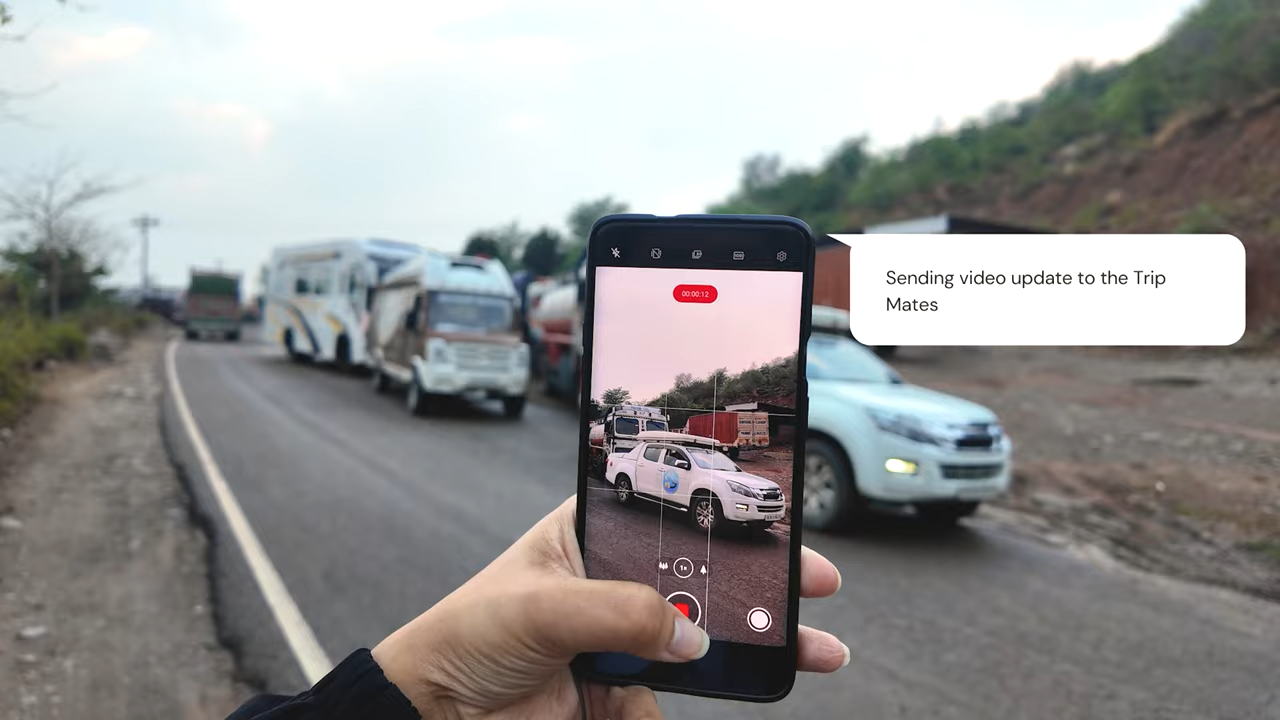 00:00:12
Sending video update to the Trip
Mates
1x